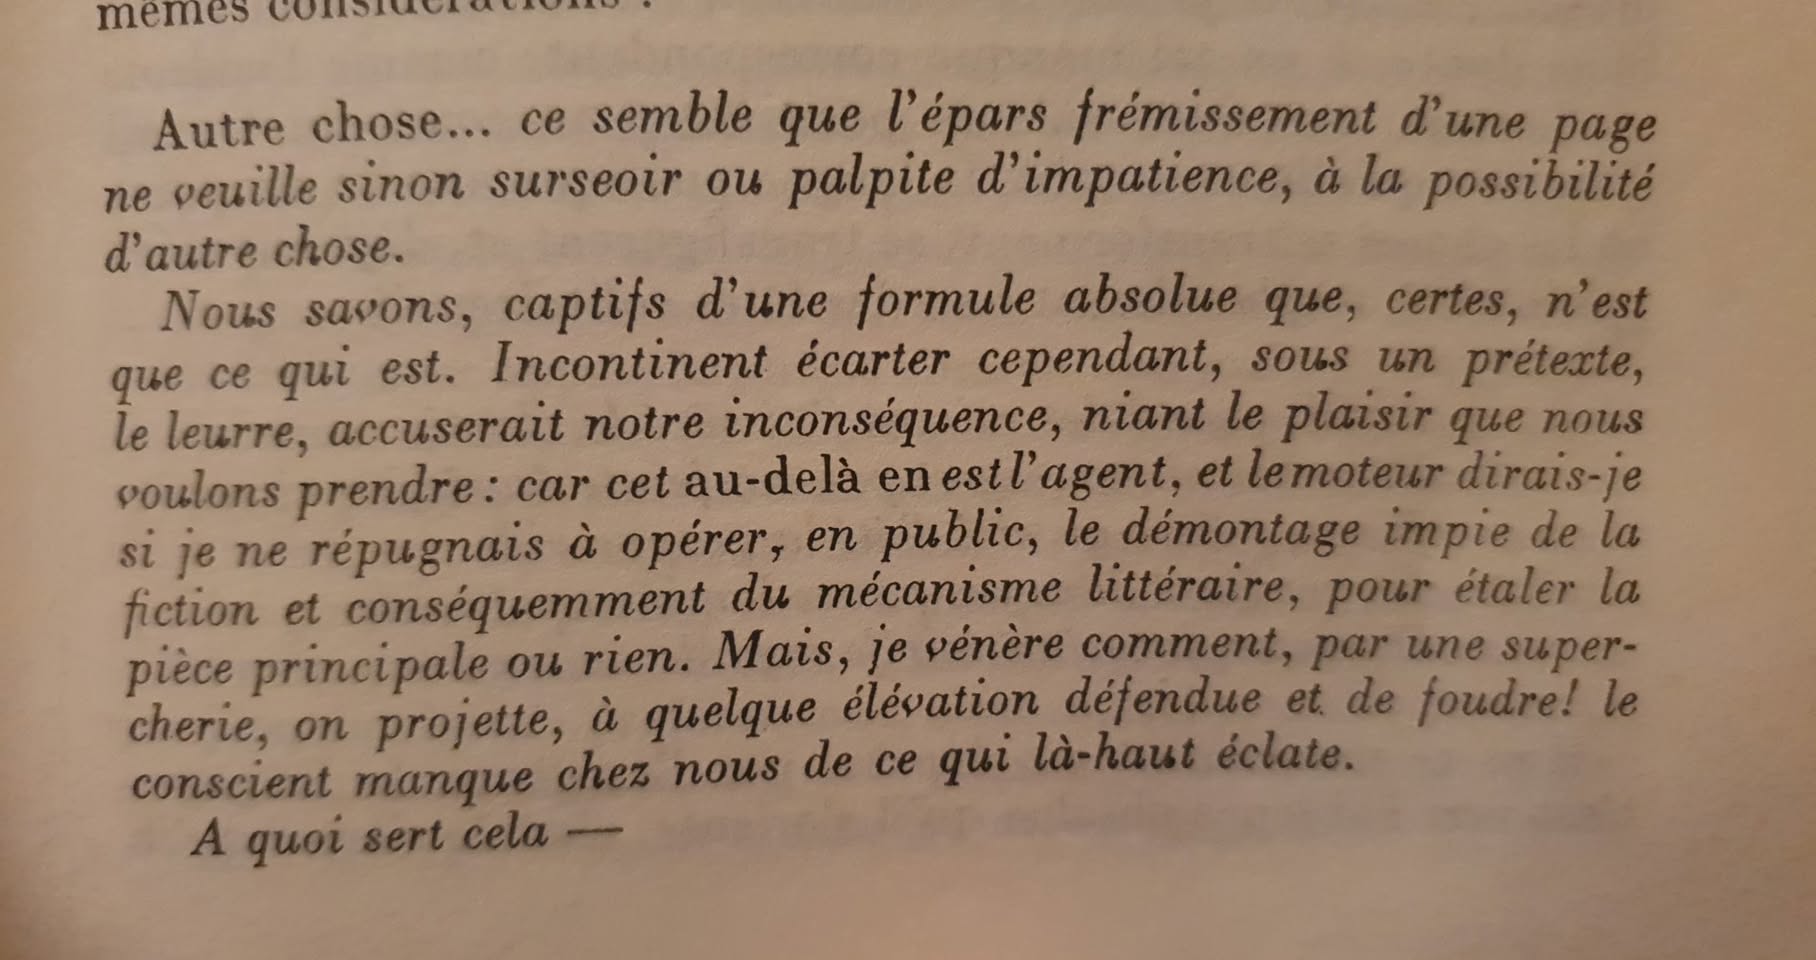 mêmes considérations :
Autre chose... ce semble que l'épars frémissement d'une page
ne veuille sinon surseoir ou palpite d'impatience, à la possibilité
d'autre chose.
Nous savons, captifs d'une formule absolue que, certes, n'est
que ce qui est. Incontinent écarter cependant, sous un prétexte,
le leurre, accuserait notre inconséquence, niant le plaisir que nous
voulons prendre : car cet au-delà en est l'agent, et le moteur dirais-je
si je ne répugnais à opérer, en public, le démontage impie de la
fiction et conséquemment du mécanisme littéraire, pour étaler la
pièce principale ou rien. Mais, je vénère comment, par une super-
cherie, on projette, à quelque élévation défendue et de foudre! le
conscient manque chez nous de ce qui là-haut éclate.
A quoi sert cela —